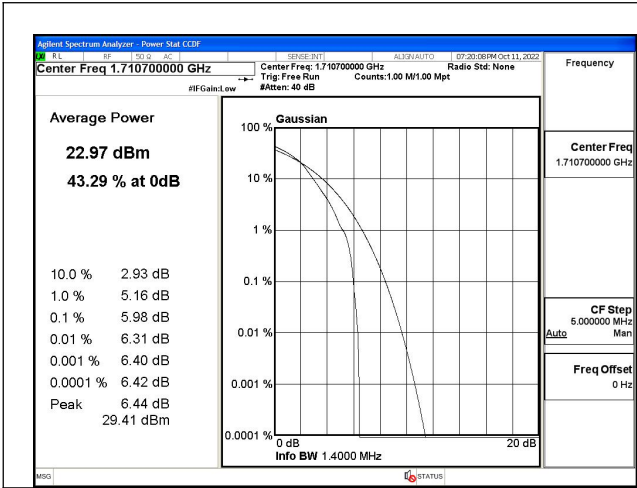 Agilent Spectrum Analyzer - Power Stat CCDF
RL RF 50 Ω AC SENSE:INT ALIGN AUTO 07:20:08 PM Oct 11, 2022
Center Freq 1.710700000 GHz
Center Freq: 1.710700000 GHz Radio Std: None
Trig: Free Run Counts:1.00 M/1.00 Mpt
#IFGain:Low #Atten: 40 dB
Frequency
Average Power
22.97 dBm
43.29 % at 0dB
10.0 % 2.93 dB
1.0 % 5.16 dB
0.1 % 5.98 dB
0.01 % 6.31 dB
0.001 % 6.40 dB
0.0001 % 6.42 dB
Peak 6.44 dB
29.41 dBm
Gaussian
100 %
10 %
1 %
0.1 %
0.01 %
0.001 %
0.0001 %
0 dB 20 dB
Info BW 1.4000 MHz
Center Freq
1.710700000 GHz
CF Step
5.000000 MHz
Auto Man
Freq Offset
0 Hz
MSG STATUS